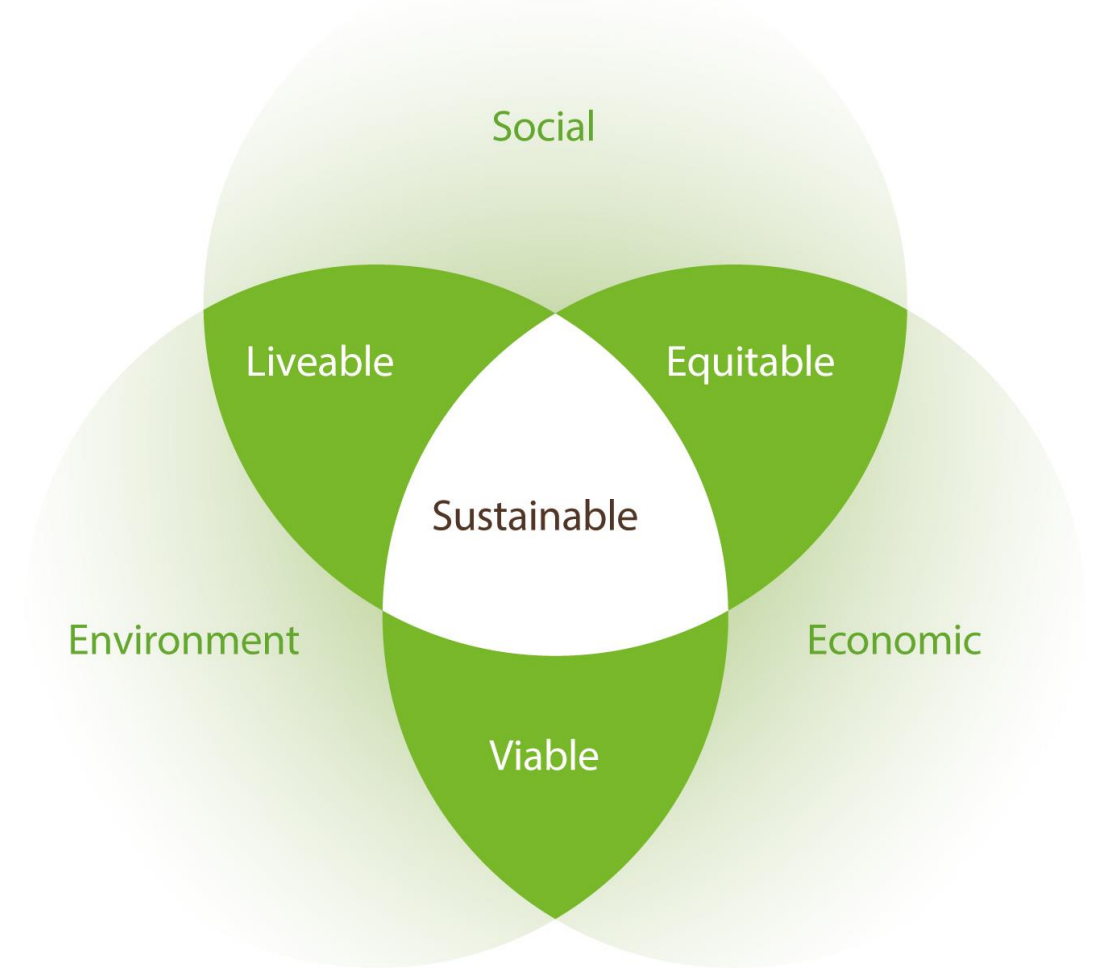 Social
Liveable
Equitable
Sustainable
Environment
Economic
Viable